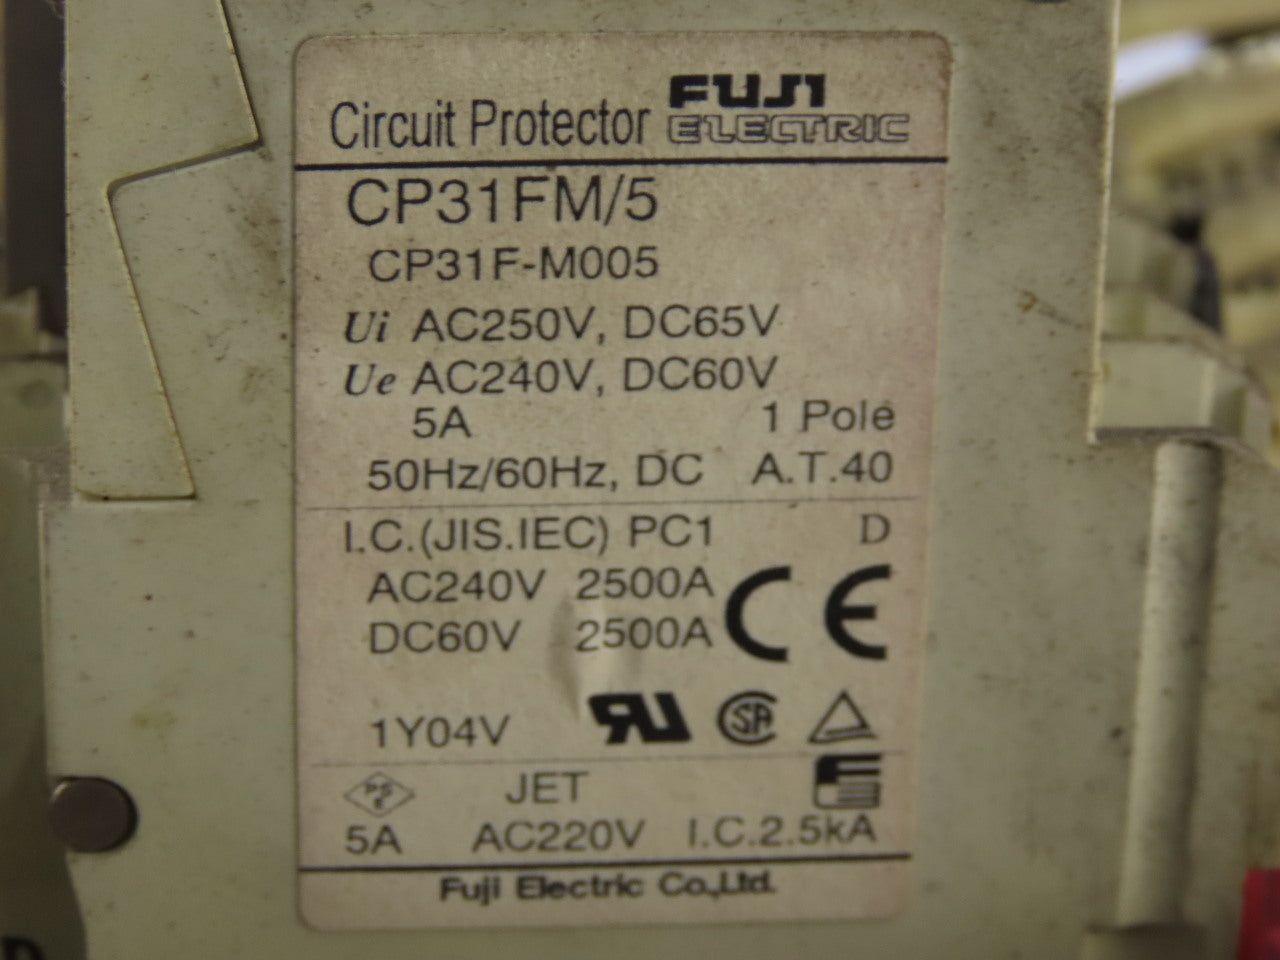 Circuit Protector FUJI ELECTRIC
CP31FM/5
CP31F-M005
Ui AC250V, DC65V
Ue AC240V, DC60V
5A 1 Pole
50Hz/60Hz, DC A.T.40
I.C.(JIS.IEC) PC1 D
AC240V 2500A
DC60V 2500A CE
1Y04V
PSE JET
5A AC220V I.C.2.5kA
Fuji Electric Co.,Ltd.